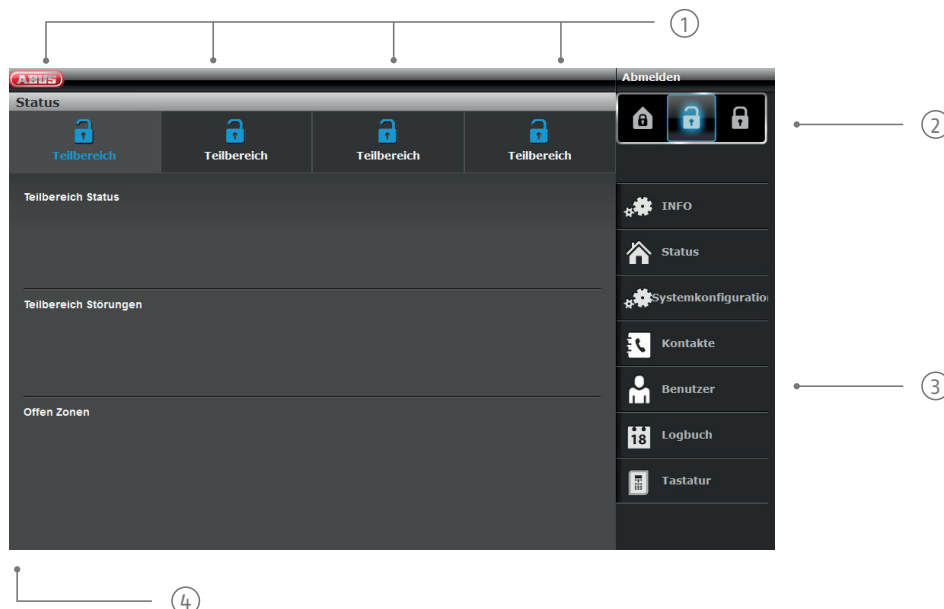 1
ABUS
Abmelden
Status
Teilbereich
Teilbereich
Teilbereich
Teilbereich
2
Teilbereich Status
INFO
Status
Teilbereich Störungen
Systemkonfiguratio
Kontakte
Benutzer
3
Offen Zonen
18
Logbuch
Tastatur
4